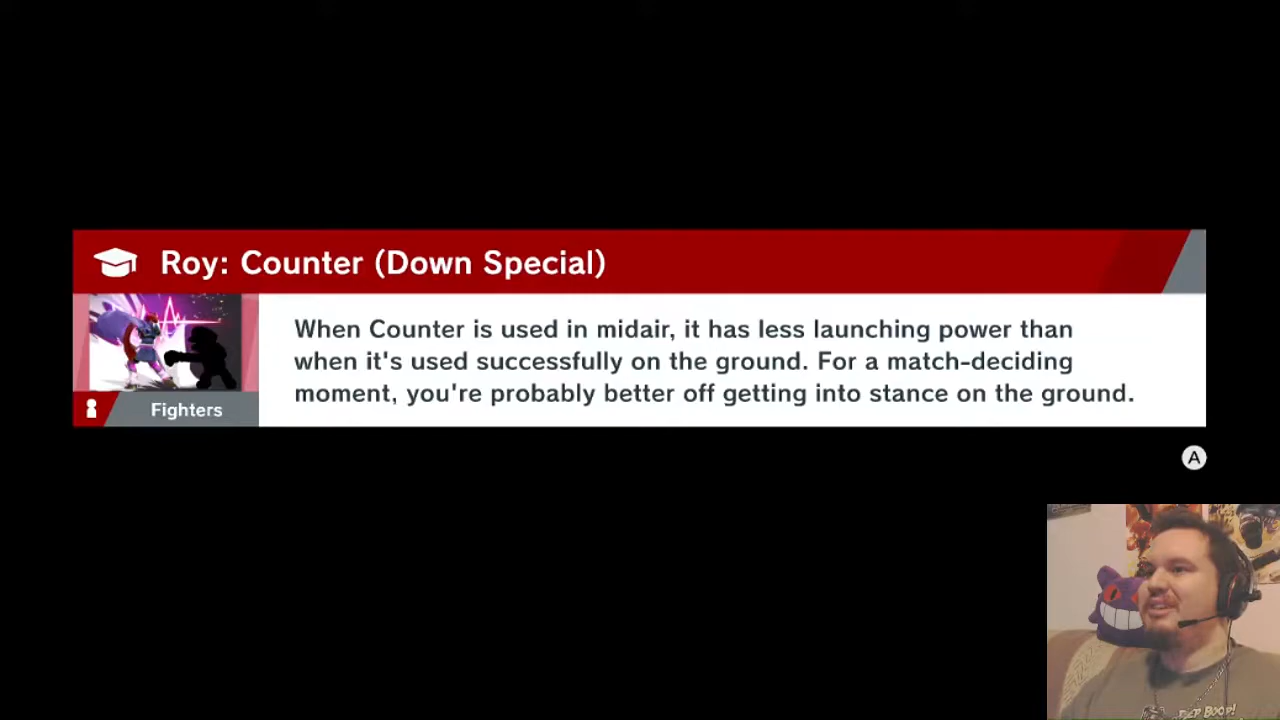 Roy: Counter (Down Special)
When Counter is used in midair, it has less launching power than
when it's used successfully on the ground. For a match-deciding
moment, you're probably better off getting into stance on the ground.
Fighters
A
BOOP!